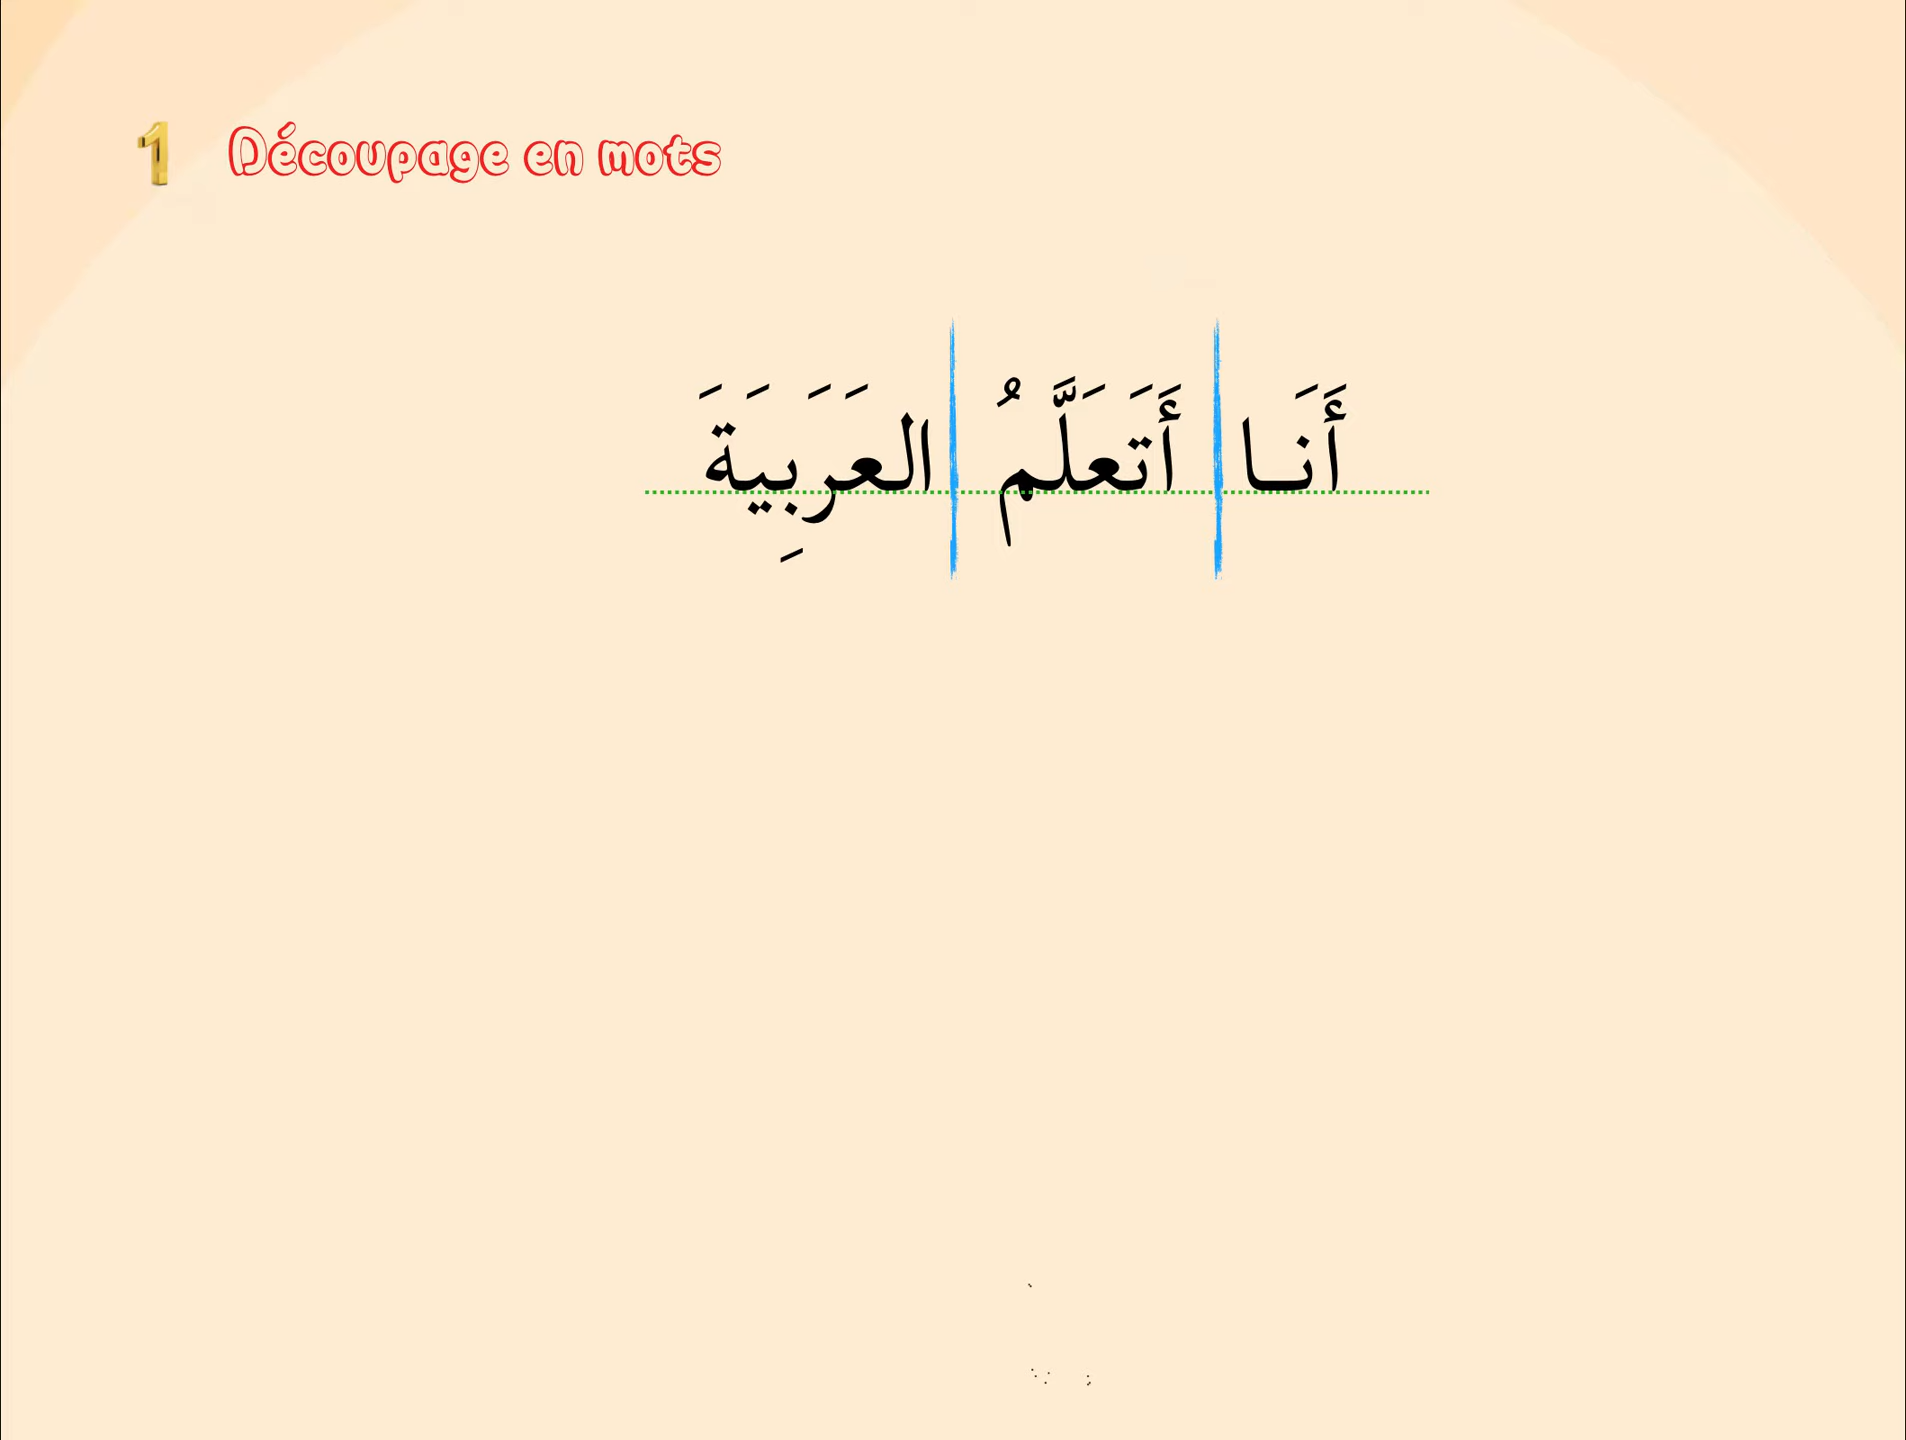 1 Découpage en mots
أَنَـا أَتَعَلَّمُ العَرَبِيَةَ